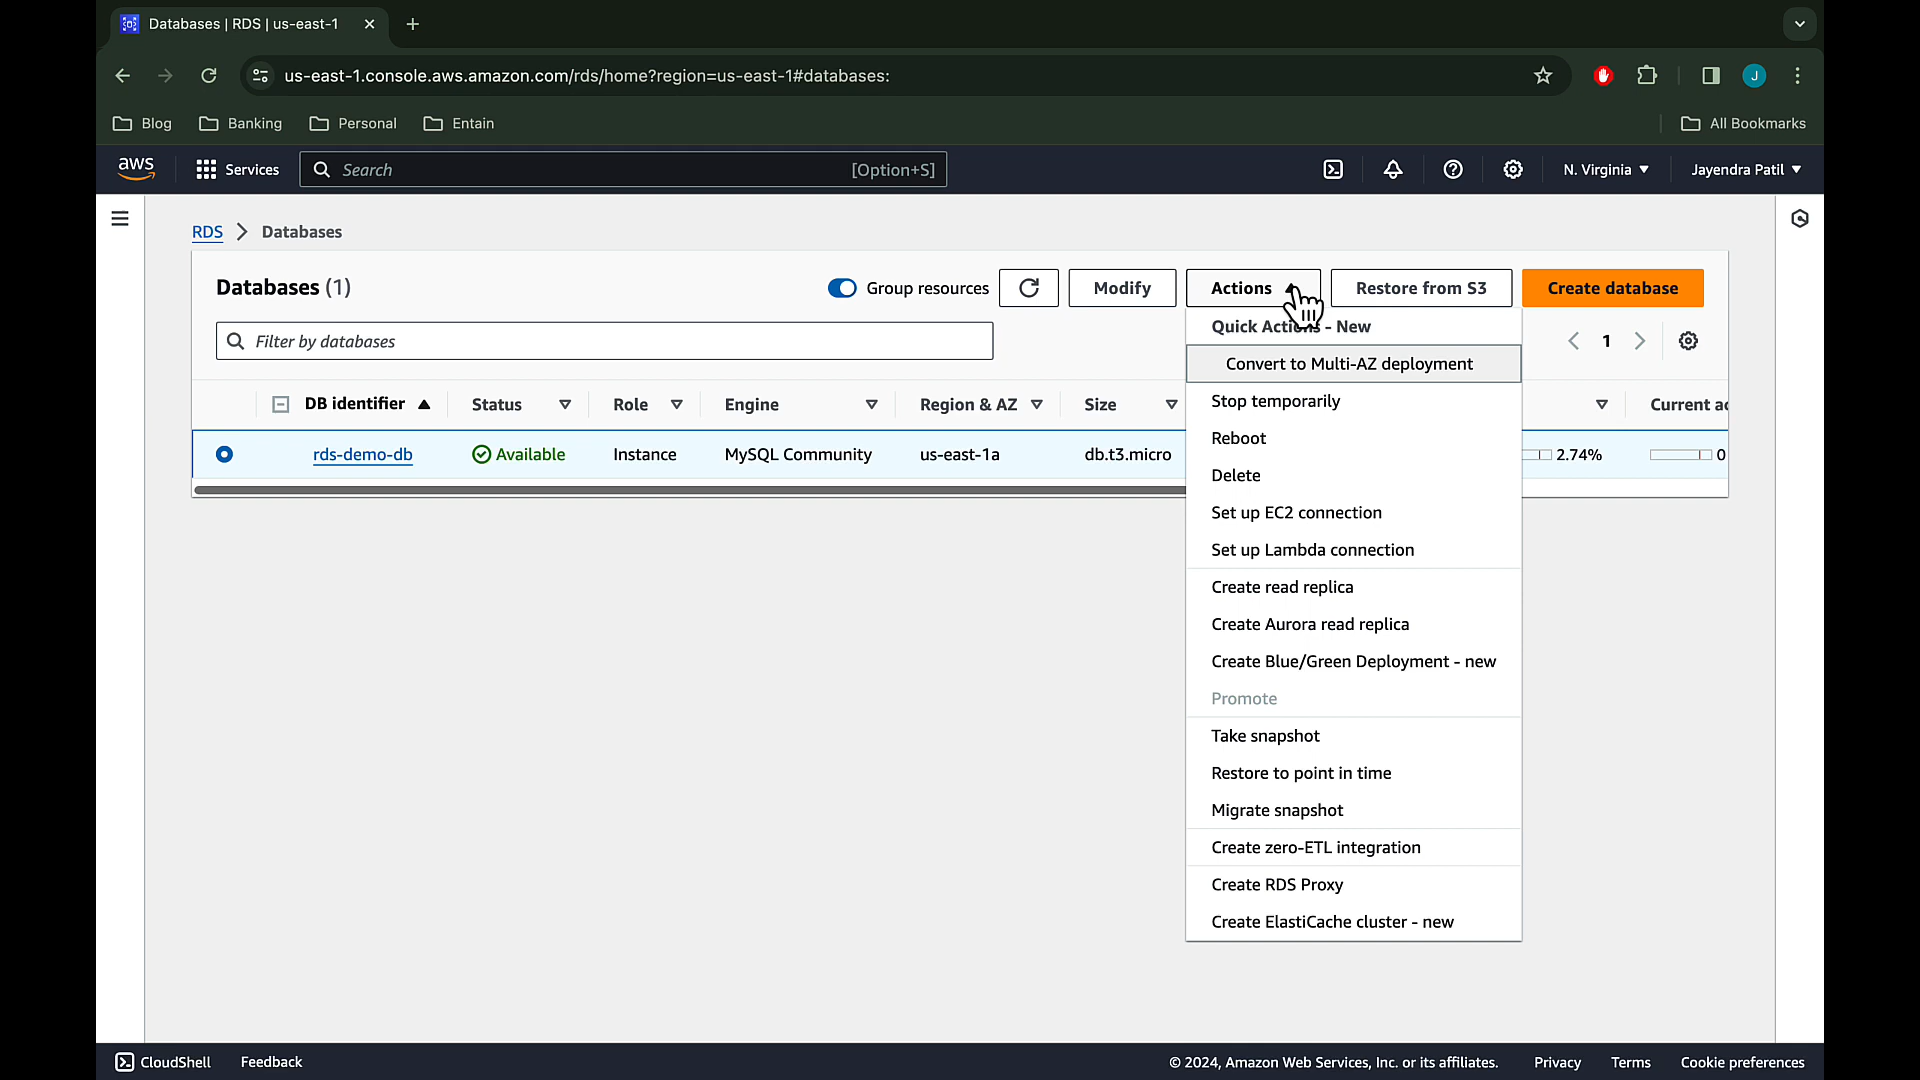 Databases | RDS | us-east-1
us-east-1.console.aws.amazon.com/rds/home?region=us-east-1#databases:
J
Blog Banking Personal Entain All Bookmarks
aws Services Search [Option+S] N. Virginia Jayendra Patil
RDS Databases
Databases (1) Group resources Modify Actions Restore from S3 Create database
Filter by databases 1
Quick Actions - New
Convert to Multi-AZ deployment
Stop temporarily
Reboot
Delete
Set up EC2 connection
Set up Lambda connection
Create read replica
Create Aurora read replica
Create Blue/Green Deployment - new
Promote
Take snapshot
Restore to point in time
Migrate snapshot
Create zero-ETL integration
Create RDS Proxy
Create ElastiCache cluster - new
DB identifier Status Role Engine Region & AZ Size Current ac
rds-demo-db Available Instance MySQL Community us-east-1a db.t3.micro 2.74% 0
CloudShell Feedback © 2024, Amazon Web Services, Inc. or its affiliates. Privacy Terms Cookie preferences